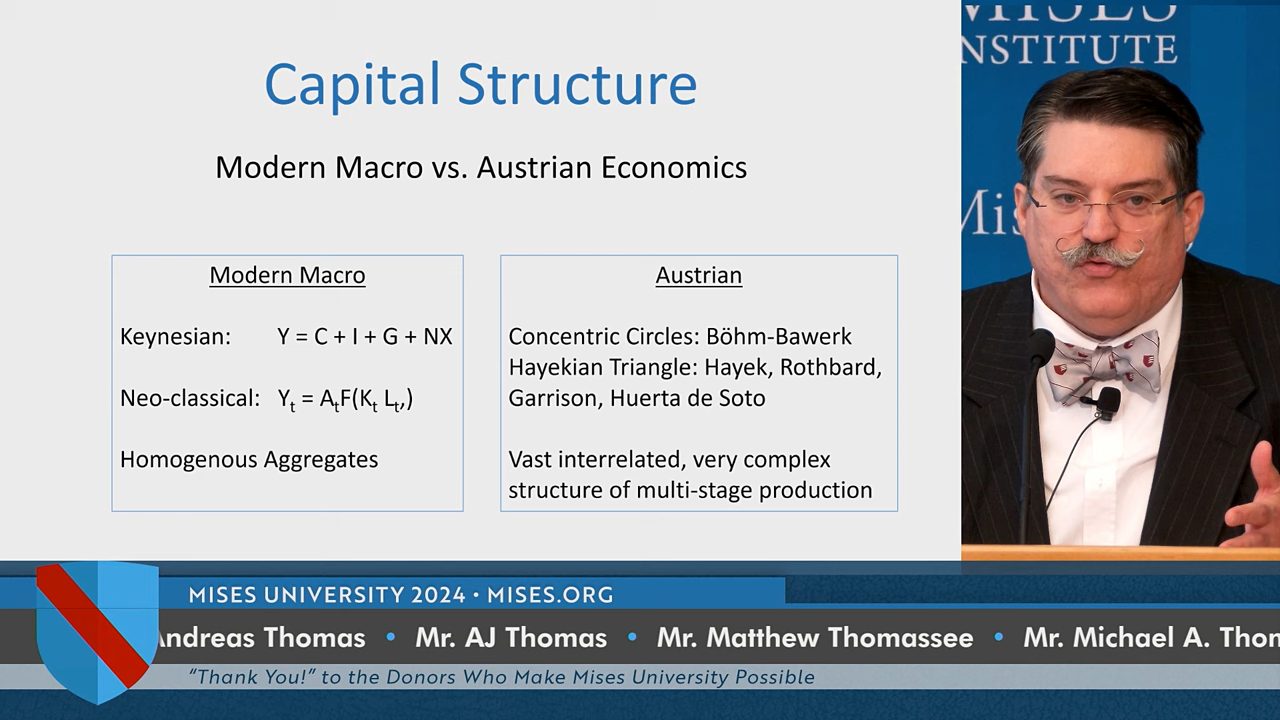 Capital Structure
Modern Macro vs. Austrian Economics
Modern Macro
Keynesian: Y = C + I + G + NX
Neo-classical: Yt = AtF(Kt Lt,)
Homogenous Aggregates
Austrian
Concentric Circles: Böhm-Bawerk
Hayekian Triangle: Hayek, Rothbard,
Garrison, Huerta de Soto
Vast interrelated, very complex
structure of multi-stage production
MISES
INSTITUTE
Mis
MISES UNIVERSITY 2024 • MISES.ORG
Andreas Thomas • Mr. AJ Thomas • Mr. Matthew Thomassee • Mr. Michael A. Thom
“Thank You!” to the Donors Who Make Mises University Possible